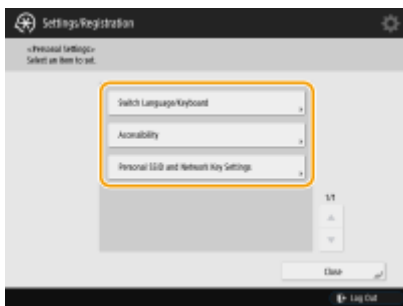 Settings/Registration
<Personal Settings>
Select an item to set.
Switch Language/Keyboard
Accessibility
Personal SSID and Network Key Settings
1/1
Close
Log Out